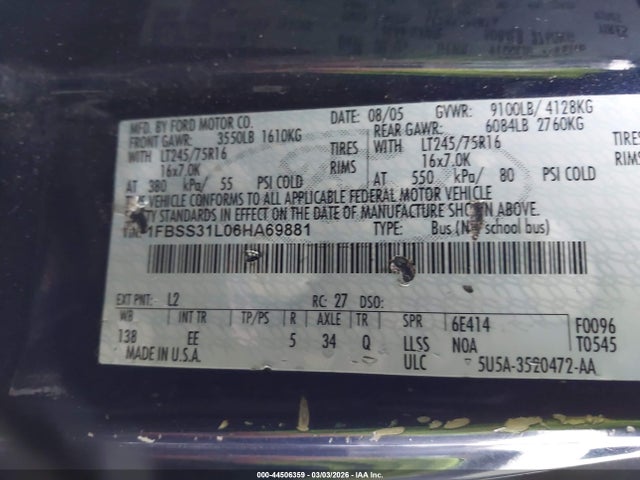 MFD. BY FORD MOTOR CO.
DATE: 08/05 GVWR: 9100LB/ 4128KG
FRONT GAWR: 3550LB 1610KG
REAR GAWR: 6084LB 2760KG
WITH LT245/75R16 TIRES
WITH LT245/75R16 TIRES
16x7.0K RIMS
16x7.0K RIMS
AT 380 kPa/ 55 PSI COLD
AT 550 kPa/ 80 PSI COLD
VEHICLE CONFORMS TO ALL APPLICABLE FEDERAL MOTOR VEHICLE
SAFETY STANDARDS IN EFFECT ON THE DATE OF MANUFACTURE SHOWN ABOVE.
VIN: 1FBSS31L06HA69881 TYPE: Bus (Not school bus)
EXT PNT: L2 RC: 27 DSO:
WB INT TR TP/PS R AXLE TR SPR 6E414 F0096
138 EE 5 34 Q LLSS NOA T0545
MADE IN U.S.A. ULC 5U5A-3520472-AA
000-44506359 - 03/03/2026 - IAAI, Inc.